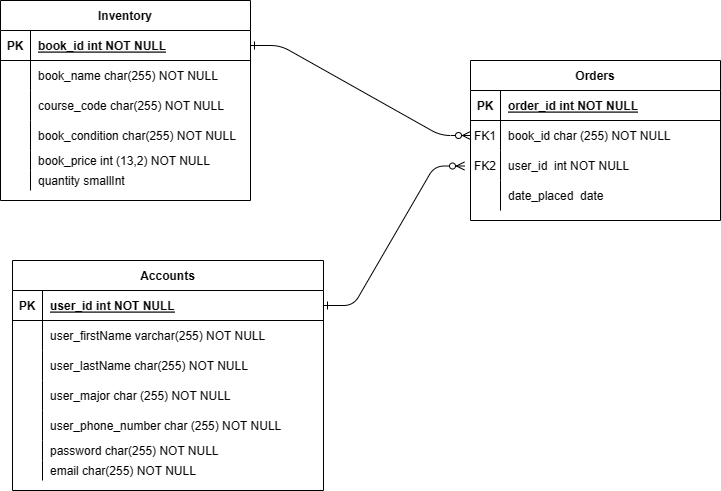 Inventory
PK book_id int NOT NULL
book_name char(255) NOT NULL
course_code char(255) NOT NULL
book_condition char(255) NOT NULL
book_price int (13,2) NOT NULL
quantity smallInt
Orders
PK order_id int NOT NULL
FK1 book_id char (255) NOT NULL
FK2 user_id int NOT NULL
date_placed date
Accounts
PK user_id int NOT NULL
user_firstName varchar(255) NOT NULL
user_lastName char(255) NOT NULL
user_major char (255) NOT NULL
user_phone_number char (255) NOT NULL
password char(255) NOT NULL
email char(255) NOT NULL